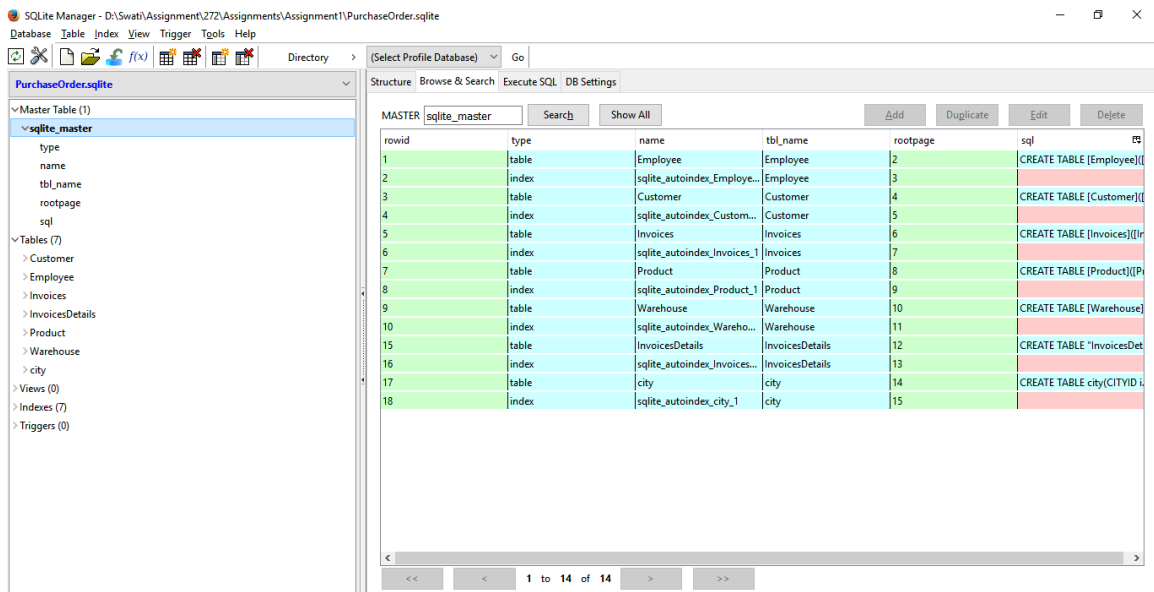 SQLite Manager - D:\Swati\Assignment\272\Assignments\Assignment1\PurchaseOrder.sqlite
Database Table Index View Trigger Tools Help
f(x) Directory > (Select Profile Database) Go
PurchaseOrder.sqlite
Master Table (1)
sqlite_master
type
name
tbl_name
rootpage
sql
Tables (7)
Customer
Employee
Invoices
InvoicesDetails
Product
Warehouse
city
Views (0)
Indexes (7)
Triggers (0)
Structure Browse & Search Execute SQL DB Settings
MASTER sqlite_master Search Show All Add Duplicate Edit Delete
rowid type name tbl_name rootpage sql
1 table Employee Employee 2 CREATE TABLE [Employee]([
2 index sqlite_autoindex_Employe... Employee 3
3 table Customer Customer 4 CREATE TABLE [Customer]([
4 index sqlite_autoindex_Custom... Customer 5
5 table Invoices Invoices 6 CREATE TABLE [Invoices]([In
6 index sqlite_autoindex_Invoices_1 Invoices 7
7 table Product Product 8 CREATE TABLE [Product]([Pr
8 index sqlite_autoindex_Product_1 Product 9
9 table Warehouse Warehouse 10 CREATE TABLE [Warehouse]
10 index sqlite_autoindex_Wareho... Warehouse 11
15 table InvoicesDetails InvoicesDetails 12 CREATE TABLE "InvoicesDet
16 index sqlite_autoindex_Invoices... InvoicesDetails 13
17 table city city 14 CREATE TABLE city(CITYID i.
18 index sqlite_autoindex_city_1 city 15
<< < 1 to 14 of 14 > >>